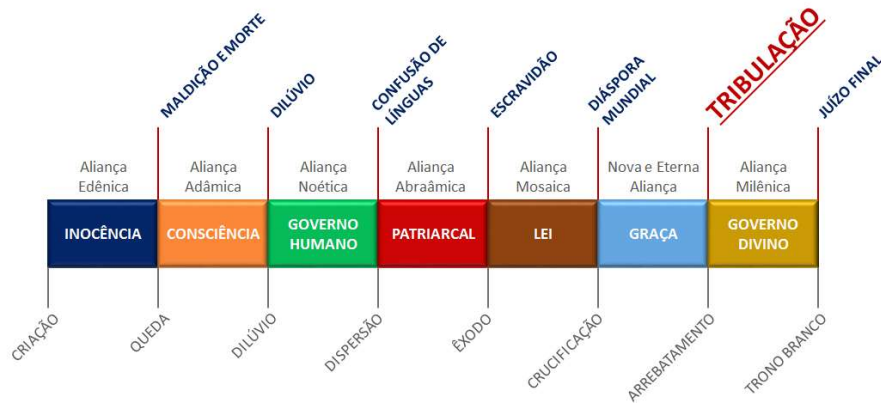 MALDIÇÃO E MORTE
DILÚVIO
CONFUSÃO DE
LÍNGUAS
ESCRAVIDÃO
DIÁSPORA
MUNDIAL
TRIBULAÇÃO
JUÍZO FINAL
Aliança
Edênica
Aliança
Adâmica
Aliança
Noética
Aliança
Abraâmica
Aliança
Mosaica
Nova e Eterna
Aliança
Aliança
Milênica
INOCÊNCIA
CONSCIÊNCIA
GOVERNO
HUMANO
PATRIARCAL
LEI
GRAÇA
GOVERNO
DIVINO
CRIAÇÃO
QUEDA
DILÚVIO
DISPERSÃO
ÊXODO
CRUCIFICAÇÃO
ARREBATAMENTO
TRONO BRANCO